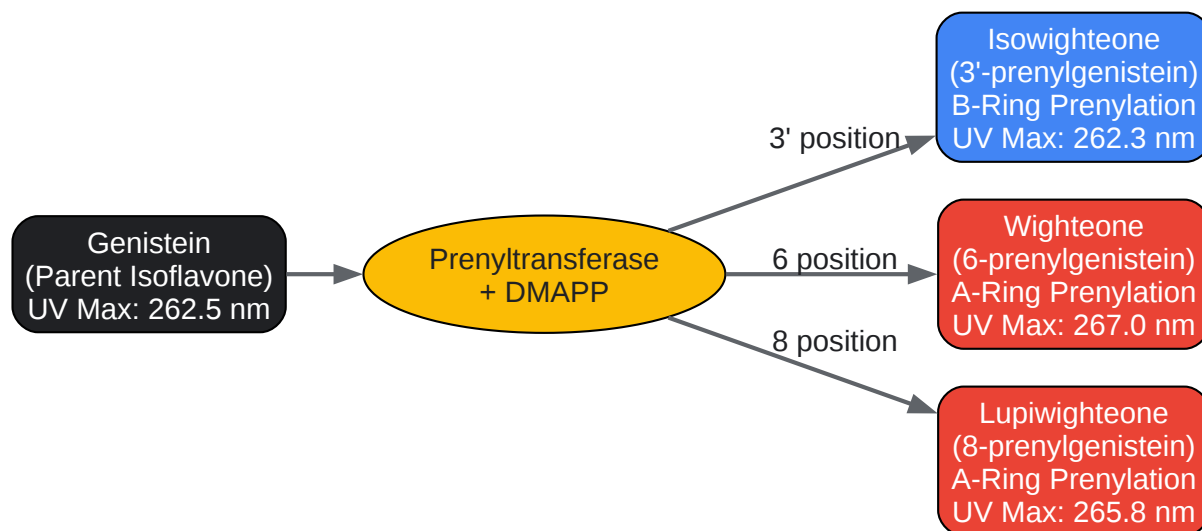 Genistein
(Parent Isoflavone)
UV Max: 262.5 nm
Prenyltransferase
+ DMAPP
3' position
6 position
8 position
Isowighteone
(3'-prenylgenistein)
B-Ring Prenylation
UV Max: 262.3 nm
Wighteone
(6-prenylgenistein)
A-Ring Prenylation
UV Max: 267.0 nm
Lupiwighteone
(8-prenylgenistein)
A-Ring Prenylation
UV Max: 265.8 nm